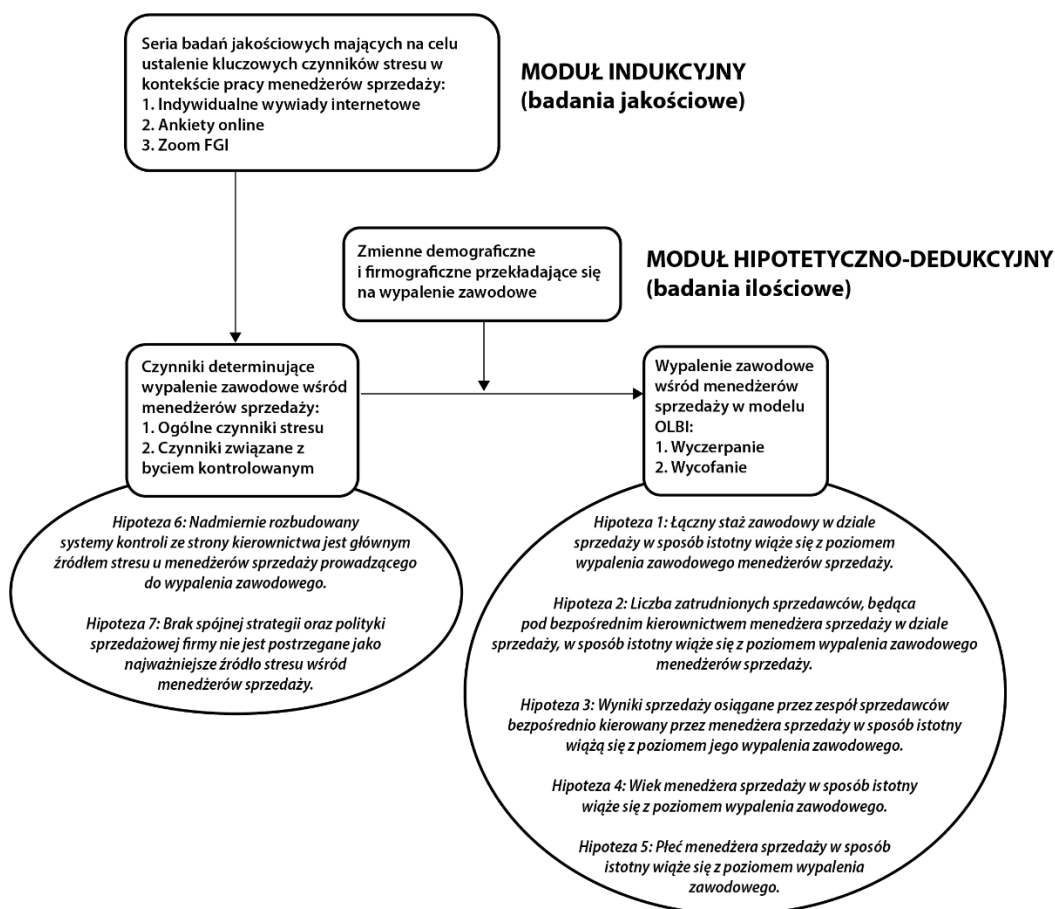 Seria badań jakościowych mających na celu
ustalenie kluczowych czynników stresu w
kontekście pracy menedżerów sprzedaży:
1. Indywidualne wywiady internetowe
2. Ankiety online
3. Zoom FGI
MODUŁ INDUKCYJNY
(badania jakościowe)
Zmienne demograficzne
i firmograficzne przekładające się
na wypalenie zawodowe
MODUŁ HIPOTETYCZNO-DEDUKCYJNY
(badania ilościowe)
Czynniki determinujące
wypalenie zawodowe wśród
menedżerów sprzedaży:
1. Ogólne czynniki stresu
2. Czynniki związane z
byciem kontrolowanym
Wypalenie zawodowe
wśród menedżerów
sprzedaży w modelu
OLBI:
1. Wyczerpanie
2. Wycofanie
Hipoteza 6: Nadmiernie rozbudowany
systemy kontroli ze strony kierownictwa jest głównym
źródłem stresu u menedżerów sprzedaży prowadzącego
do wypalenia zawodowego.
Hipoteza 7: Brak spójnej strategii oraz polityki
sprzedażowej firmy nie jest postrzegane jako
najważniejsze źródło stresu wśród
menedżerów sprzedaży.
Hipoteza 1: Łączny staż zawodowy w dziale
sprzedaży w sposób istotny wiąże się z poziomem
wypalenia zawodowego menedżerów sprzedaży.
Hipoteza 2: Liczba zatrudnionych sprzedawców, będąca
pod bezpośrednim kierownictwem menedżera sprzedaży w dziale
sprzedaży, w sposób istotny wiąże się z poziomem wypalenia zawodowego
menedżerów sprzedaży.
Hipoteza 3: Wyniki sprzedaży osiągane przez zespół sprzedawców
bezpośrednio kierowany przez menedżera sprzedaży w sposób istotny
wiążą się z poziomem jego wypalenia zawodowego.
Hipoteza 4: Wiek menedżera sprzedaży w sposób istotny
wiąże się z poziomem wypalenia zawodowego.
Hipoteza 5: Płeć menedżera sprzedaży w sposób
istotny wiąże się z poziomem wypalenia
zawodowego.